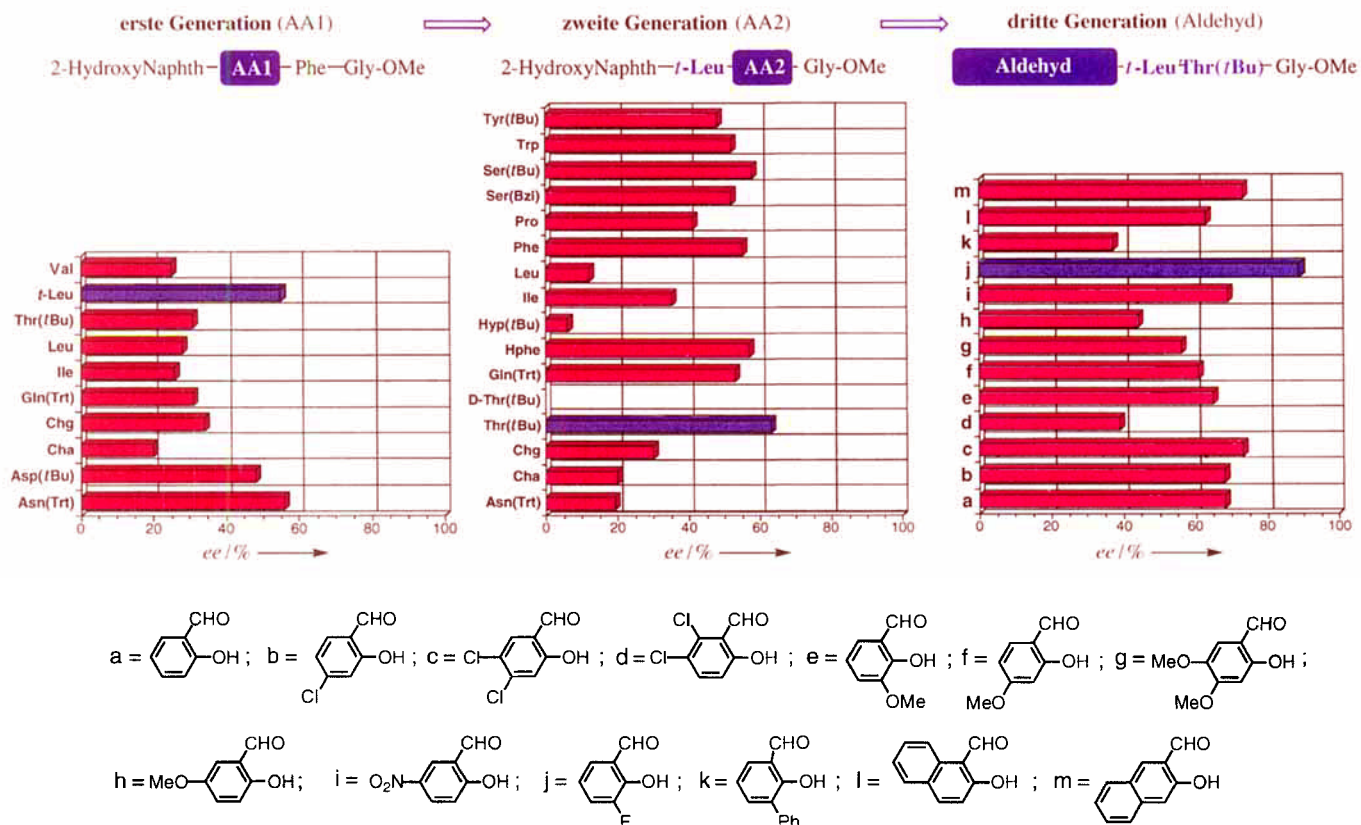 erste Generation (AA1)
zweite Generation (AA2)
dritte Generation (Aldehyd)
2-HydroxyNaphth AA1 Phe Gly-OMe
2-HydroxyNaphth t-Leu AA2 Gly-OMe
Aldehyd t-Leu Thr(tBu) Gly-OMe
Val
t-Leu
Thr(tBu)
Leu
Ile
Gln(Trt)
Chg
Cha
Asp(tBu)
Asn(Trt)
0 20 40 60 80 100
ee / %
Tyr(tBu)
Trp
Ser(tBu)
Ser(Bzl)
Pro
Phe
Leu
Ile
Hyp(tBu)
Hphe
Gln(Trt)
D-Thr(tBu)
Thr(tBu)
Chg
Cha
Asn(Trt)
0 20 40 60 80 100
ee / %
m
l
k
j
i
h
g
f
e
d
c
b
a
0 20 40 60 80 100
ee / %
a = CHO OH ;
b = CHO OH ; Cl
c = CHO Cl OH ; Cl
d = CHO Cl Cl OH ;
e = CHO OH ; OMe
f = CHO OH ; MeO
g = CHO MeO OH ; MeO
h = CHO MeO OH ;
i = CHO O2N OH ;
j = CHO OH ; F
k = CHO OH ; Ph
l = CHO OH ;
m = CHO OH